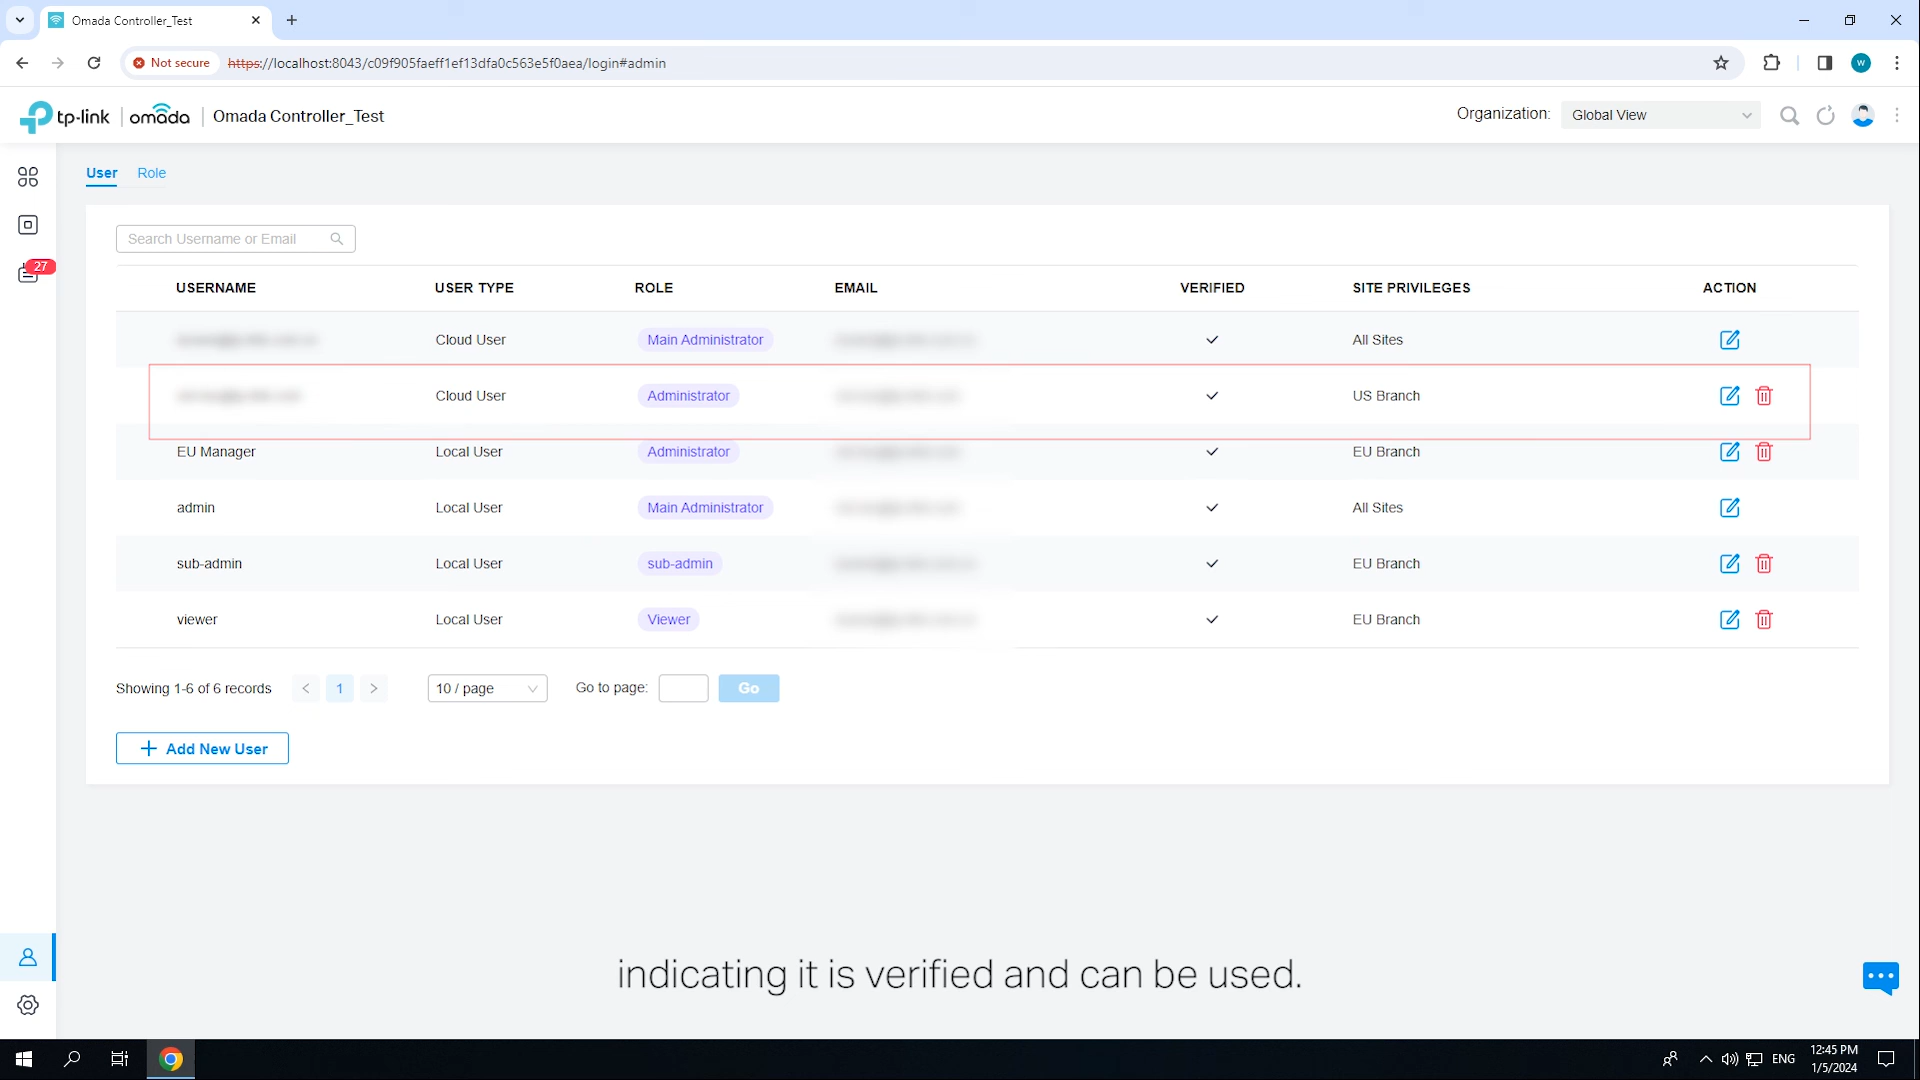 Omada Controller_Test
Not secure
https://localhost:8043/c09f905faeff1ef13dfa0c563e5f0aea/login#admin
W
tp-link | omada | Omada Controller_Test
Organization: Global View
User Role
27
Search Username or Email
USERNAME USER TYPE ROLE EMAIL VERIFIED SITE PRIVILEGES ACTION
Cloud User Main Administrator All Sites
Cloud User Administrator US Branch
EU Manager Local User Administrator EU Branch
admin Local User Main Administrator All Sites
sub-admin Local User sub-admin EU Branch
viewer Local User Viewer EU Branch
Showing 1-6 of 6 records < 1 > 10 / page Go to page: Go
+ Add New User
indicating it is verified and can be used.
ENG
12:45 PM
1/5/2024